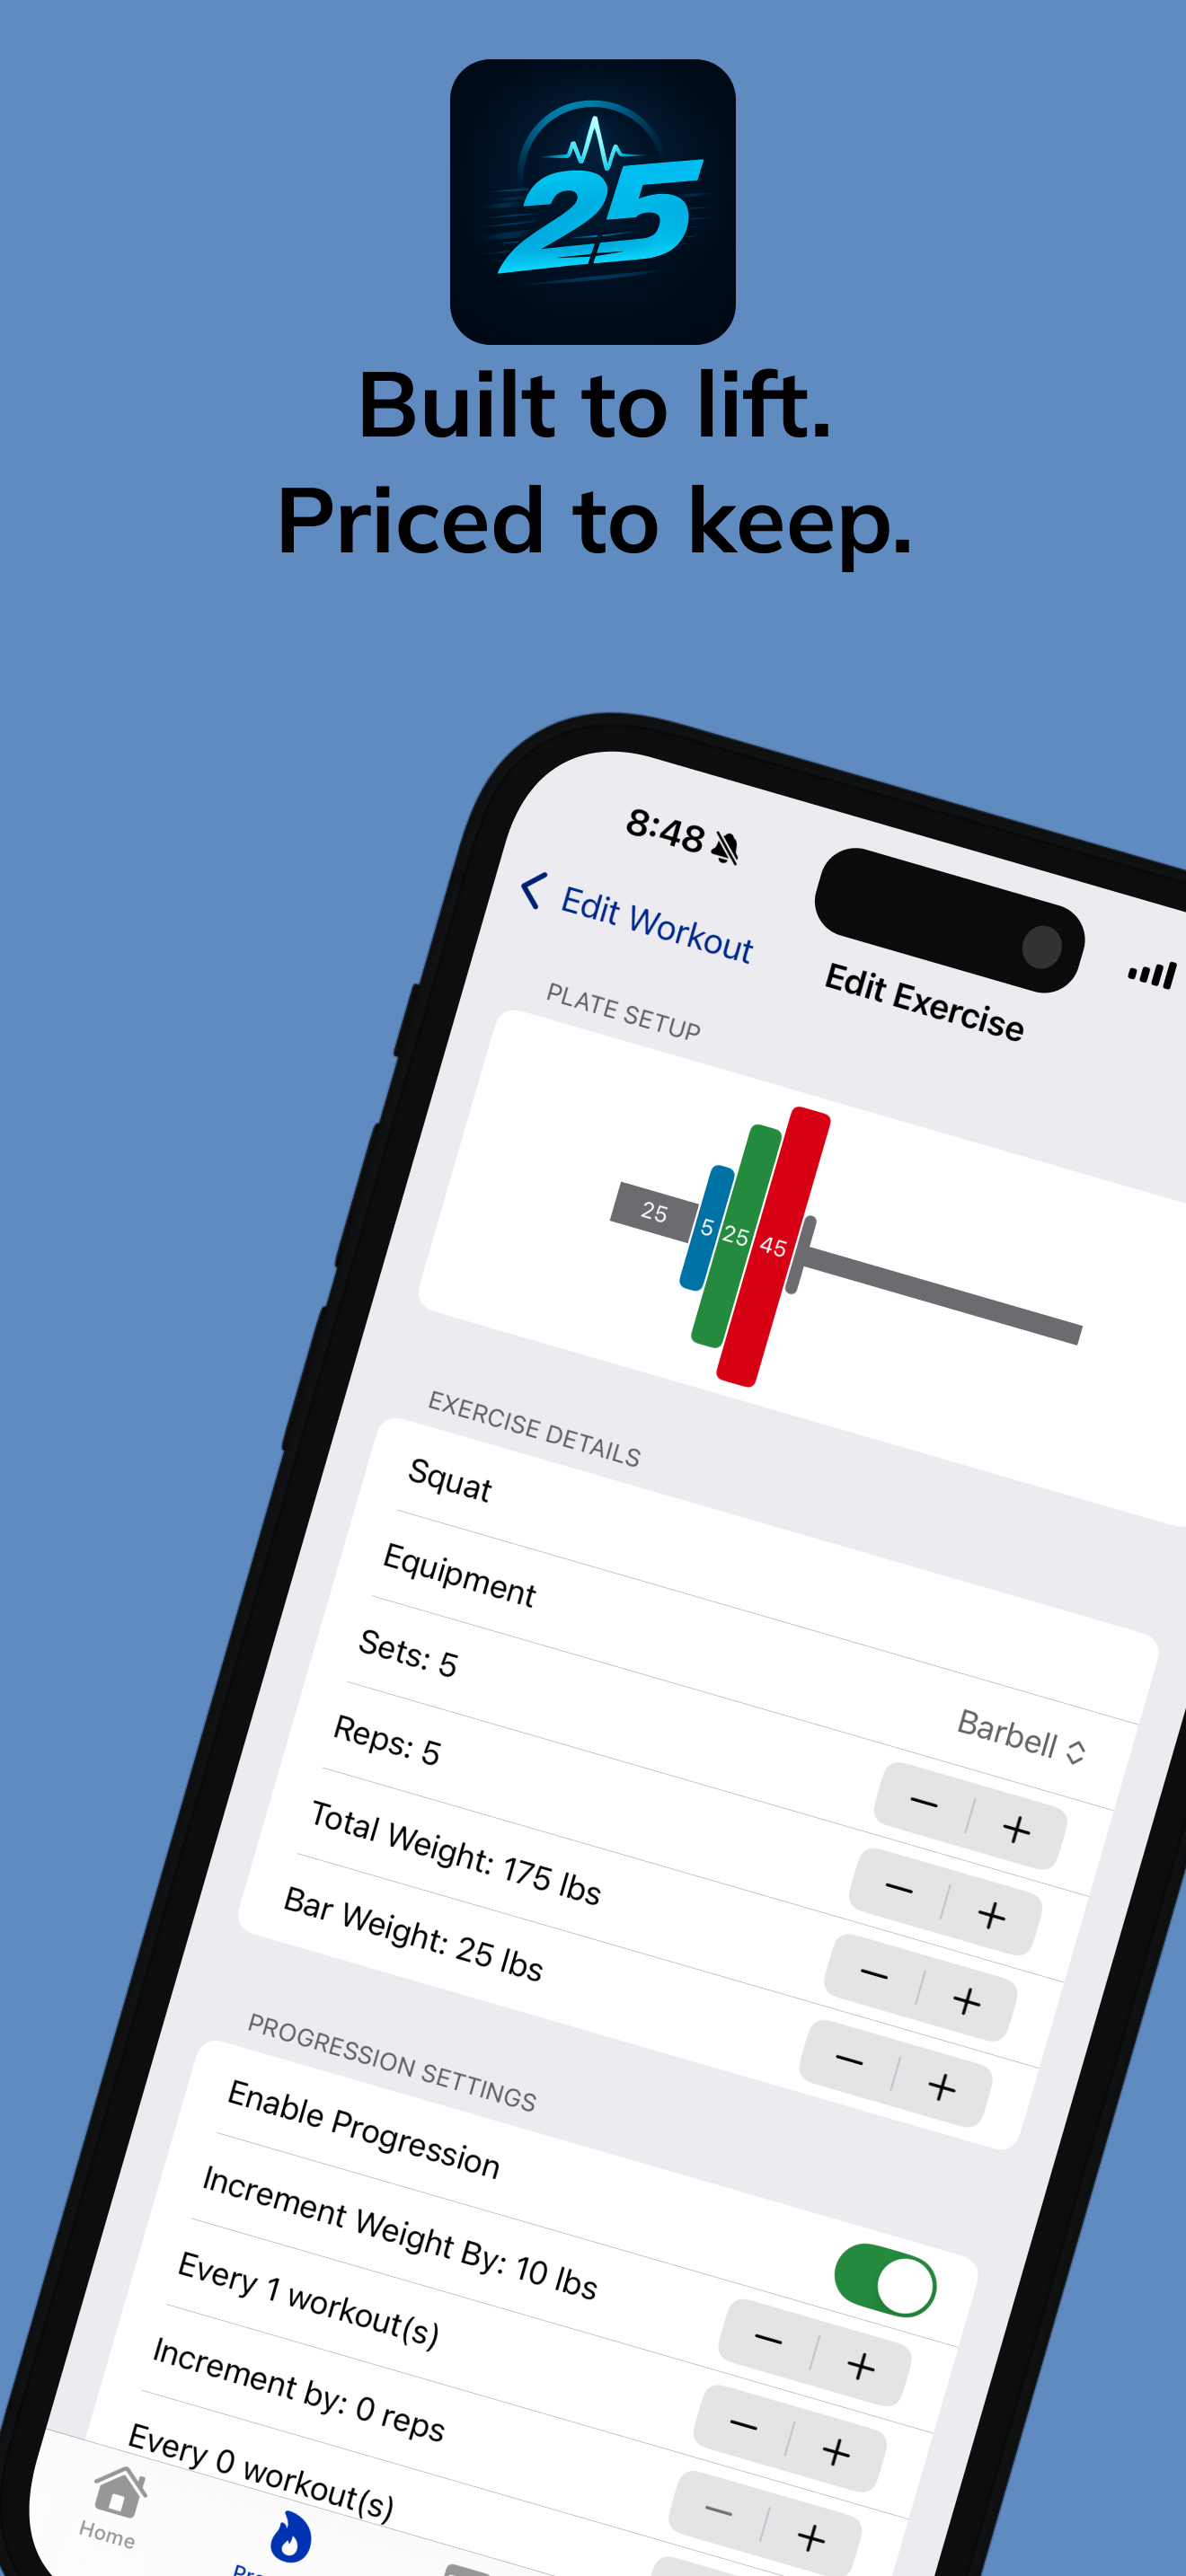 25
Built to lift.
Priced to keep.
8:48
Edit Workout
Edit Exercise
PLATE SETUP
25 5 25 45
EXERCISE DETAILS
Squat
Equipment Barbell
Sets: 5 − +
Reps: 5 − +
Total Weight: 175 lbs − +
Bar Weight: 25 lbs − +
PROGRESSION SETTINGS
Enable Progression
Increment Weight By: 10 lbs − +
Every 1 workout(s) − +
Increment by: 0 reps − +
Every 0 workout(s)
Home